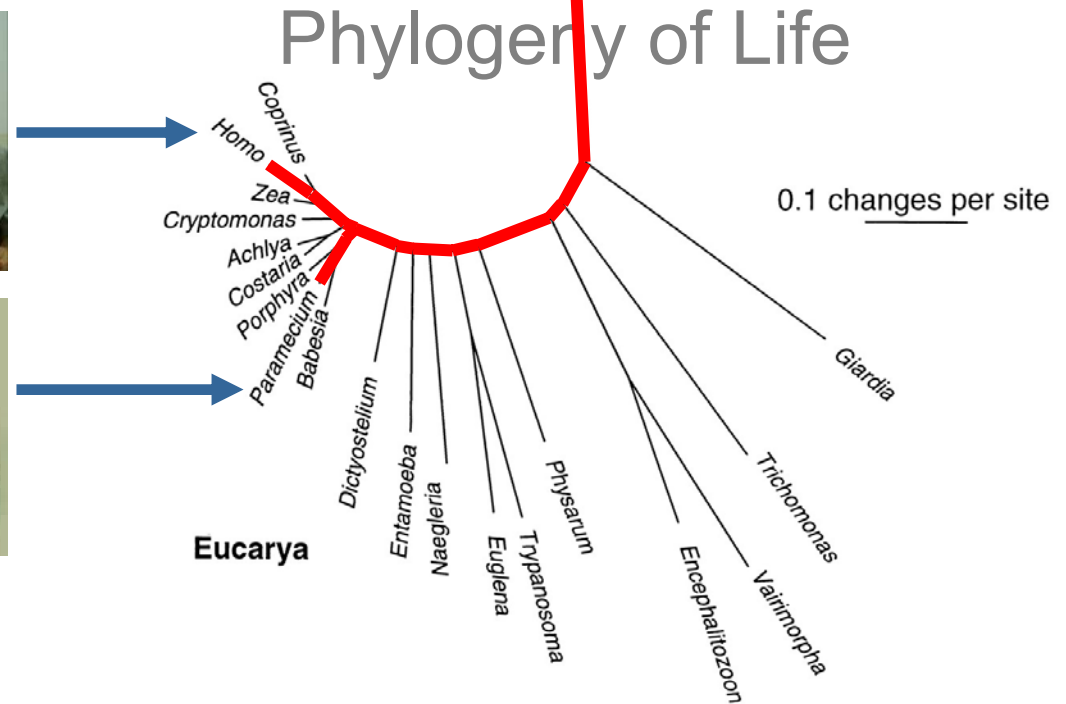 Phylogeny of Life
Coprinus
Homo
Zea
Cryptomonas
Achlya
Costaria
Porphyra
Paramecium
Babesia
Dictyostelium
Entamoeba
Naegleria
Euglena
Trypanosoma
Physarum
Encephalitozoon
Vairimorpha
Trichomonas
Giardia
0.1 changes per site
Eucarya